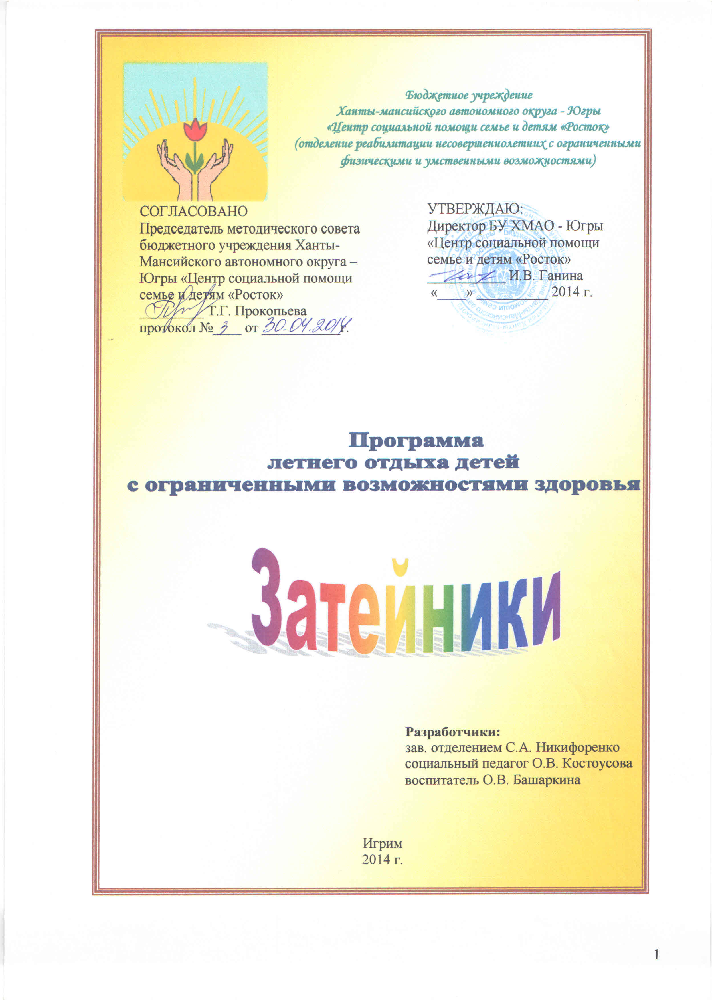 Бюджетное учреждение
Ханты-мансийского автономного округа - Югры
«Центр социальной помощи семье и детям «Росток»
(отделение реабилитации несовершеннолетних с ограниченными
физическими и умственными возможностями)
СОГЛАСОВАНО
Председатель методического совета
бюджетного учреждения Ханты-
Мансийского автономного округа –
Югры «Центр социальной помощи
семье и детям «Росток»
_________ Т.Г. Прокопьева
протокол № 3 от 30.04.2014 г.
УТВЕРЖДАЮ:
Директор БУ ХМАО - Югры
«Центр социальной помощи
семье и детям «Росток»
___________ И.В. Ганина
«____» __________ 2014 г.
Программа
летнего отдыха детей
с ограниченными возможностями здоровья
Затейники
Разработчики:
зав. отделением С.А. Никифоренко
социальный педагог О.В. Костоусова
воспитатель О.В. Башаркина
Игрим
2014 г.
1